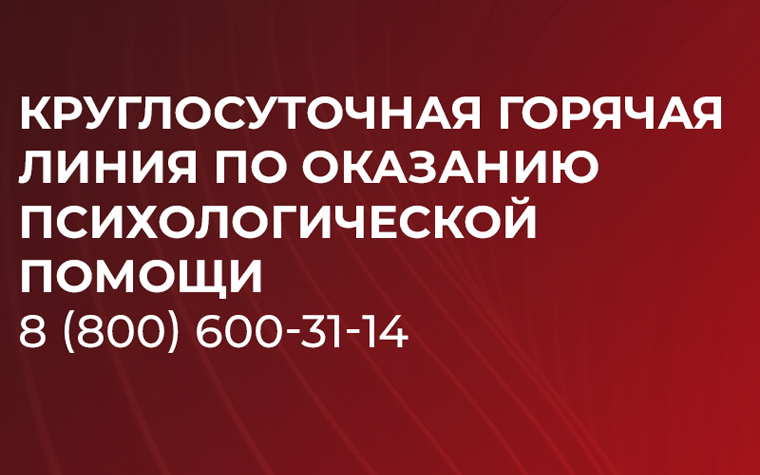 КРУГЛОСУТОЧНАЯ ГОРЯЧАЯ
ЛИНИЯ ПО ОКАЗАНИЮ
ПСИХОЛОГИЧЕСКОЙ
ПОМОЩИ
8 (800) 600-31-14